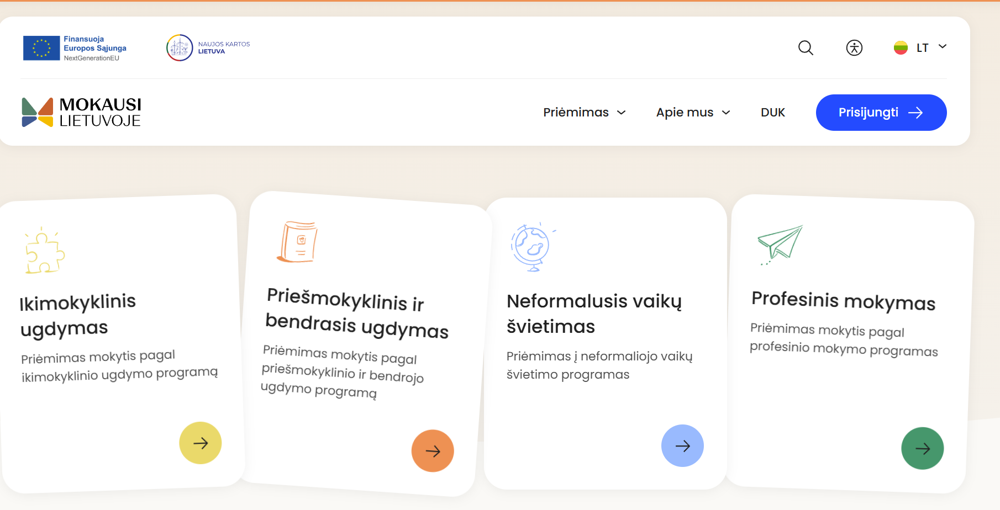 Finansuoja
Europos Sąjunga
NextGenerationEU
NAUJOS KARTOS
LIETUVA
LT
MOKAUSI
LIETUVOJE
Priėmimas
Apie mus
DUK
Prisijungti
Ikimokyklinis
ugdymas
Priėmimas mokytis pagal
ikimokyklinio ugdymo programą
Priešmokyklinis ir
bendrasis ugdymas
Priėmimas mokytis pagal
priešmokyklinio ir bendrojo
ugdymo programą
Neformalusis vaikų
švietimas
Priėmimas į neformaliojo vaikų
švietimo programas
Profesinis mokymas
Priėmimas mokytis pagal
profesinio mokymo programas